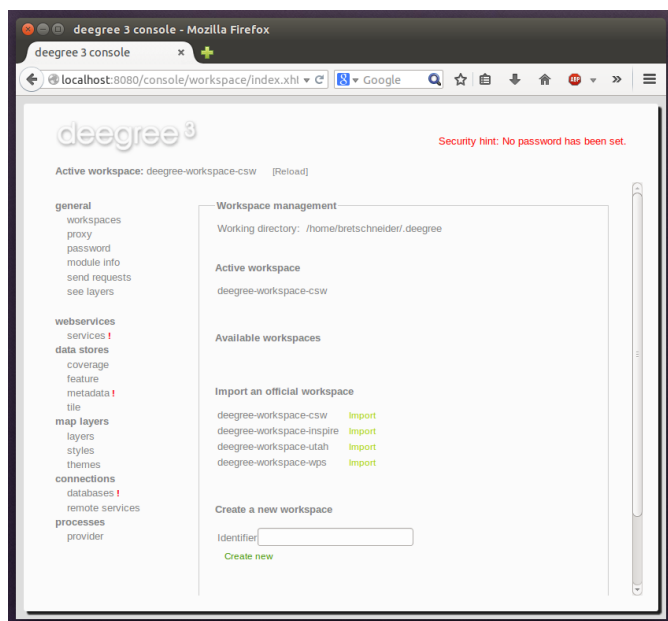 deegree 3 console - Mozilla Firefox
deegree 3 console
localhost:8080/console/workspace/index.xhl
Google
ABP
deegree 3
Security hint: No password has been set.
Active workspace: deegree-workspace-csw [Reload]
general
workspaces
proxy
password
module info
send requests
see layers
webservices
services !
data stores
coverage
feature
metadata !
tile
map layers
layers
styles
themes
connections
databases !
remote services
processes
provider
Workspace management
Working directory: /home/bretschneider/.deegree
Active workspace
deegree-workspace-csw
Available workspaces
Import an official workspace
deegree-workspace-csw Import
deegree-workspace-inspire Import
deegree-workspace-utah Import
deegree-workspace-wps Import
Create a new workspace
Identifier
Create new